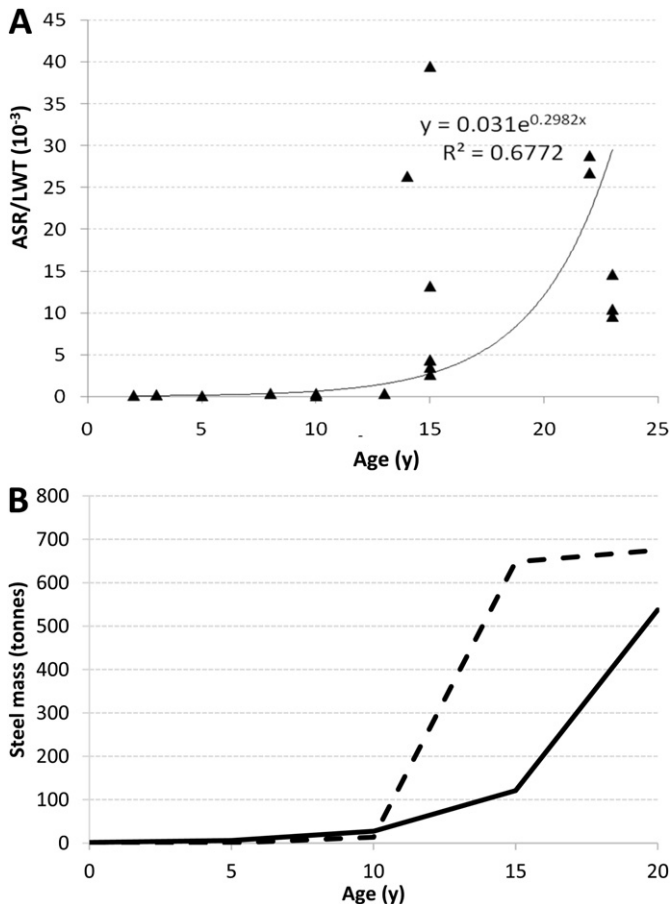 A
ASR/LWT (10⁻³)
45
40
35
30
25
20
15
10
5
0
y = 0.031e^0.2982x
R² = 0.6772
0 5 10 15 20 25
Age (y)
B
Steel mass (tonnes)
800
700
600
500
400
300
200
100
0
0 5 10 15 20
Age (y)